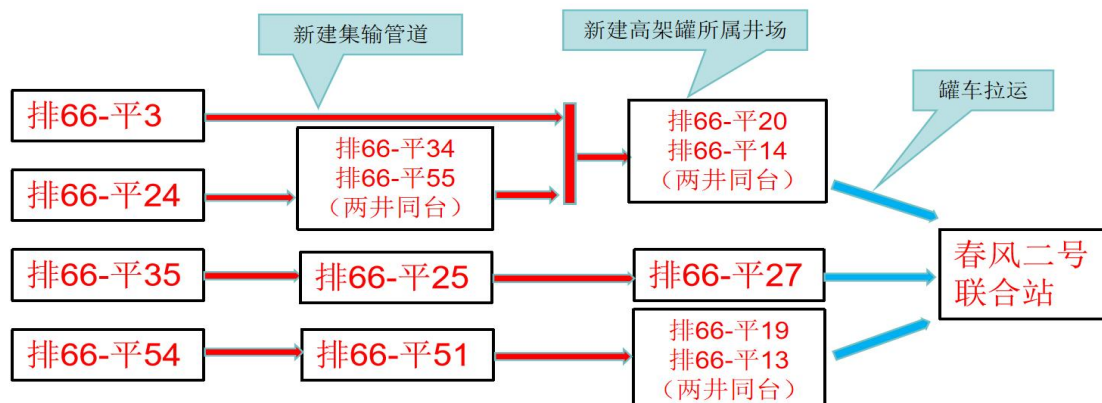 新建集输管道
新建高架罐所属井场
罐车拉运
排66-平3
排66-平34
排66-平55
（两井同台）
排66-平20
排66-平14
（两井同台）
排66-平24
排66-平35
排66-平25
排66-平27
春风二号
联合站
排66-平54
排66-平51
排66-平19
排66-平13
（两井同台）